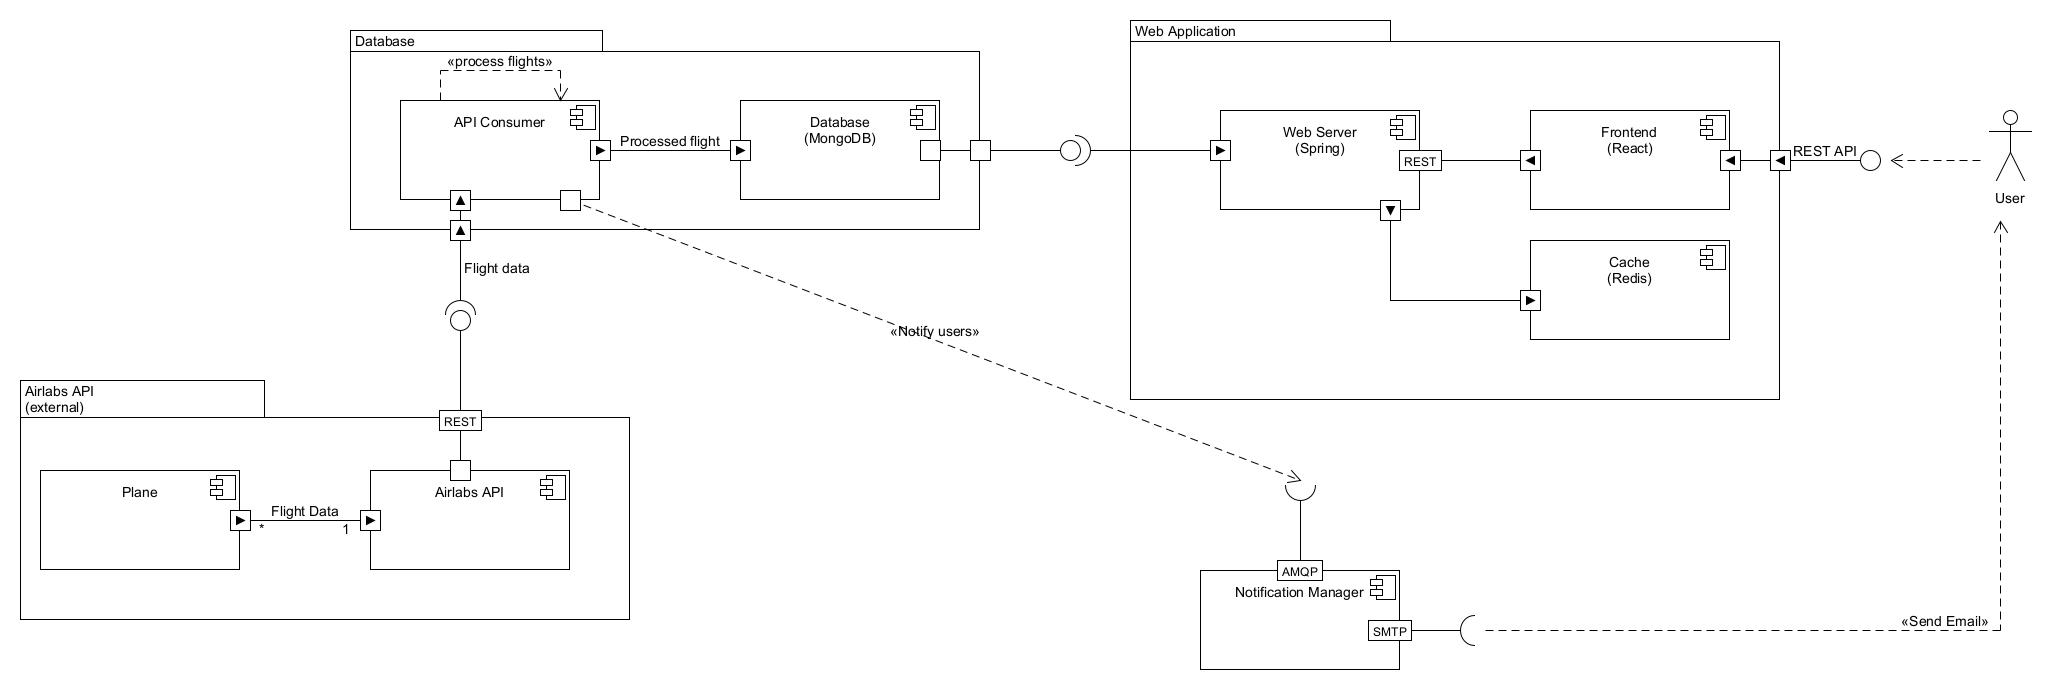 Database
«process flights»
API Consumer
Processed flight
Database
(MongoDB)
Flight data
«Notify users»
Web Application
Web Server
(Spring)
REST
Frontend
(React)
REST API
User
Cache
(Redis)
Airlabs API
(external)
REST
Plane
Flight Data
*
1
Airlabs API
AMQP
Notification Manager
SMTP
«Send Email»